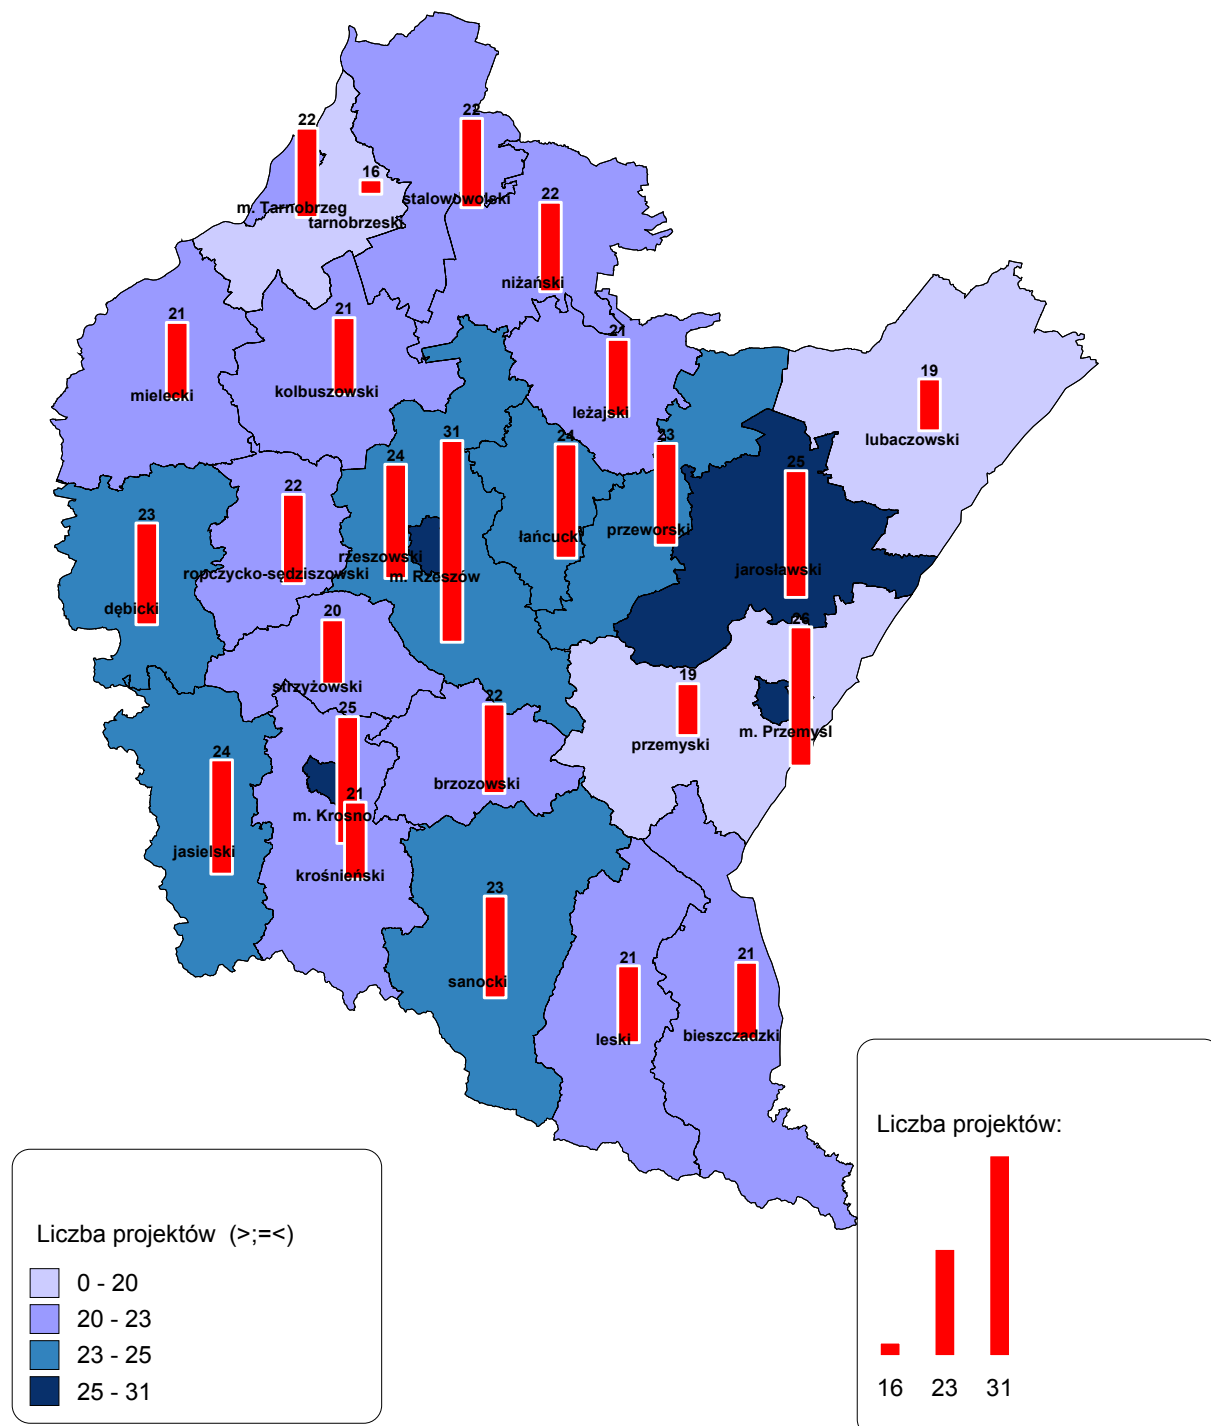 22
22
16
m. Tarnobrzeg
tarnobrzeski
stalowowolski
22
niżański
21
21
21
mielecki
kolbuszowski
leżajski
19
lubaczowski
31
24
24
23
25
23
22
rzeszowski
m. Rzeszów
łańcucki
przeworski
jarosławski
ropczycko-sędziszowski
dębicki
20
strzyżowski
26
19
przemyski
m. Przemyśl
25
22
24
21
brzozowski
m. Krosno
jasielski
krośnieński
23
sanocki
21
21
leski
bieszczadzki
Liczba projektów:
16 23 31
Liczba projektów (>;=<)
0 - 20
20 - 23
23 - 25
25 - 31